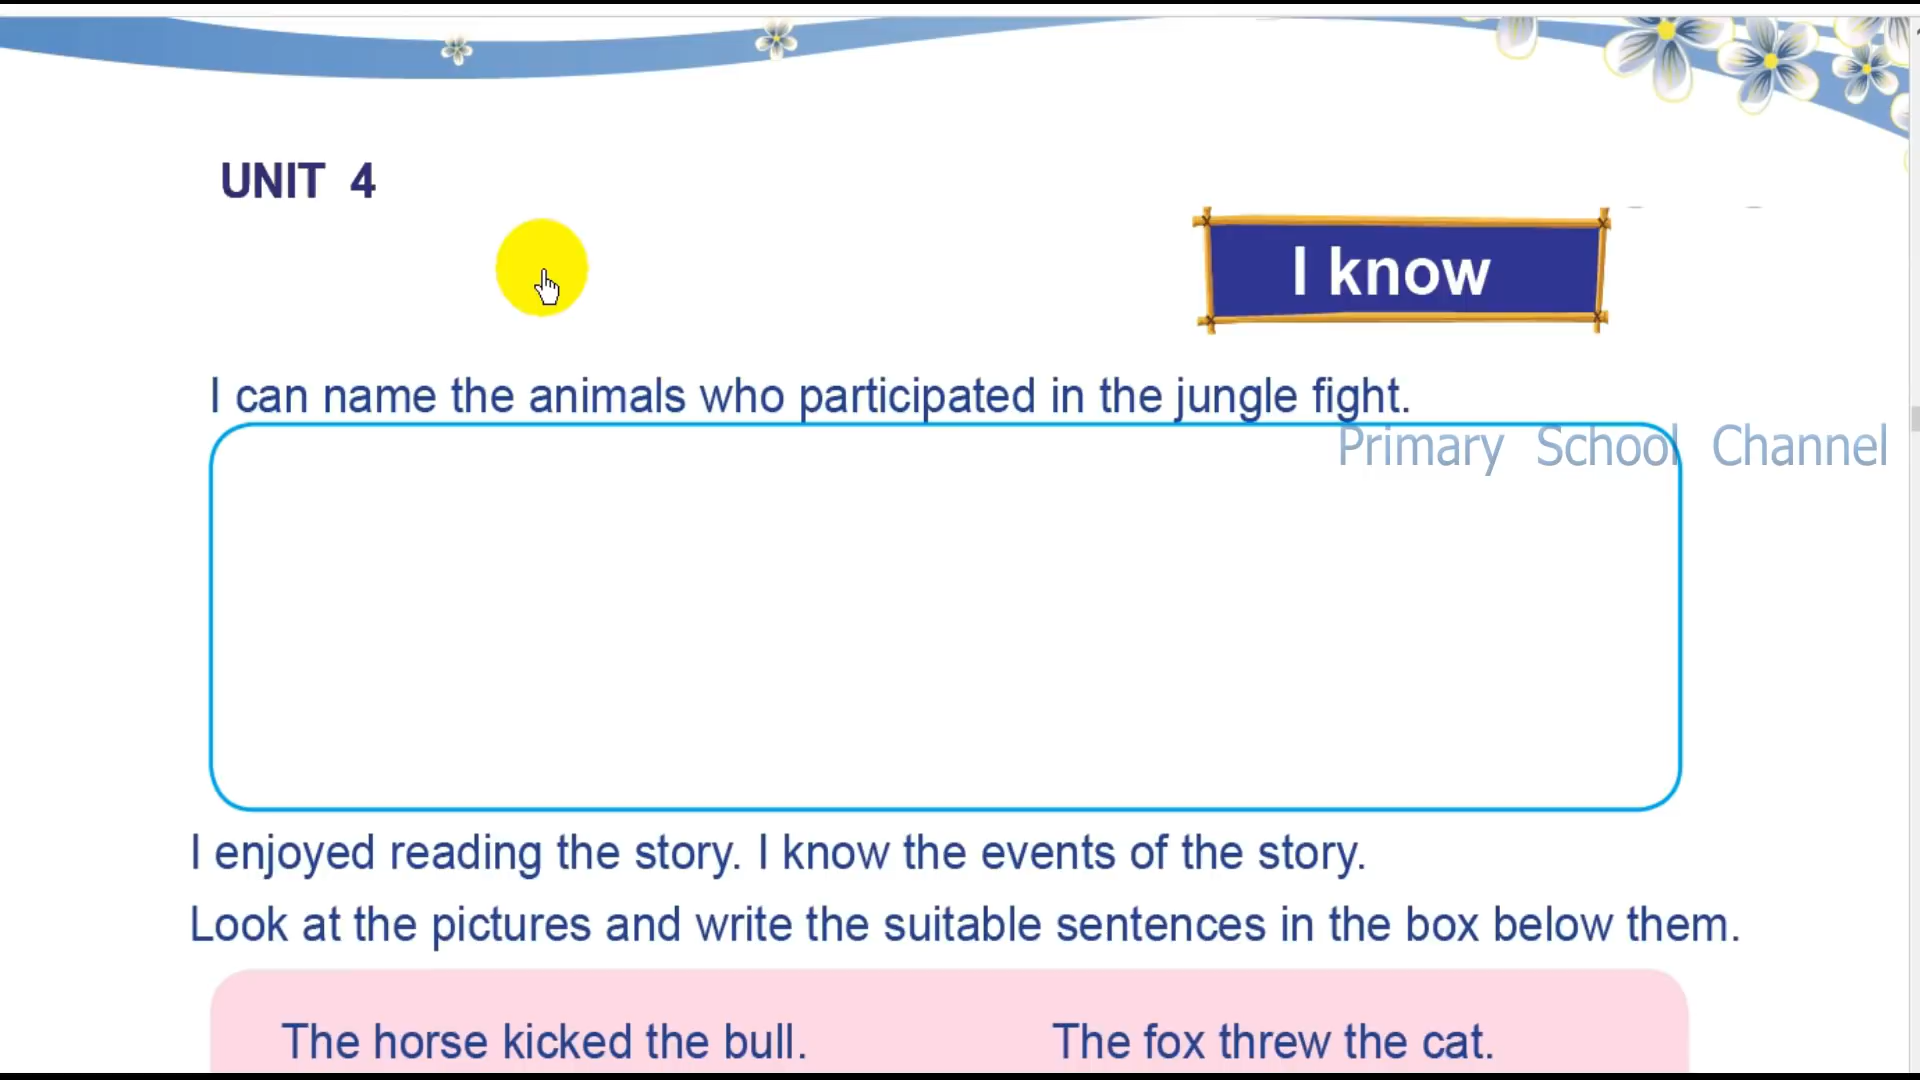 UNIT 4
I know
I can name the animals who participated in the jungle fight.
Primary School Channel
I enjoyed reading the story. I know the events of the story.
Look at the pictures and write the suitable sentences in the box below them.
The horse kicked the bull. The fox threw the cat.